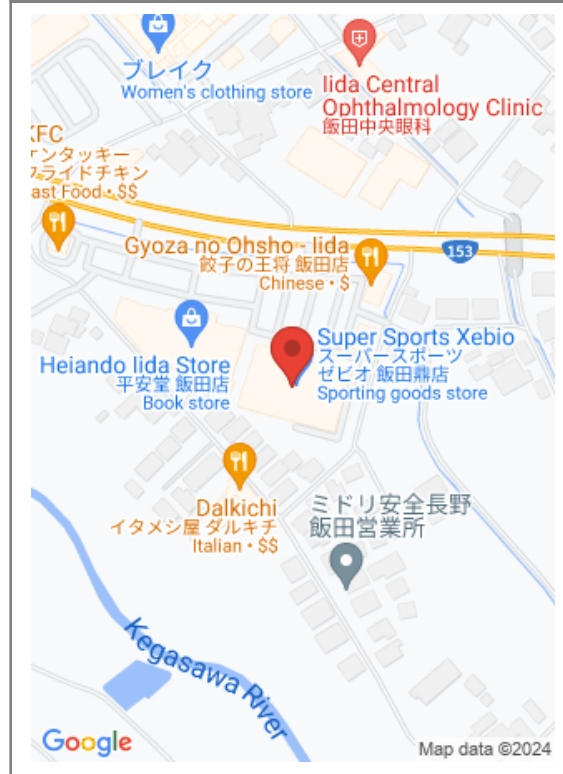 ブレイク
Women's clothing store
Iida Central
Ophthalmology Clinic
飯田中央眼科
KFC
ケンタッキー
フライドチキン
ast Food • $$
Gyoza no Ohsho - Iida
餃子の王将 飯田店
Chinese • $
153
Super Sports Xebio
スーパースポーツ
ゼビオ 飯田鼎店
Sporting goods store
Heiando Iida Store
平安堂 飯田店
Book store
Dalkichi
イタメシ屋 ダルキチ
Italian • $$
ミドリ安全長野
飯田営業所
Kegasawa River
Google
Map data ©2024